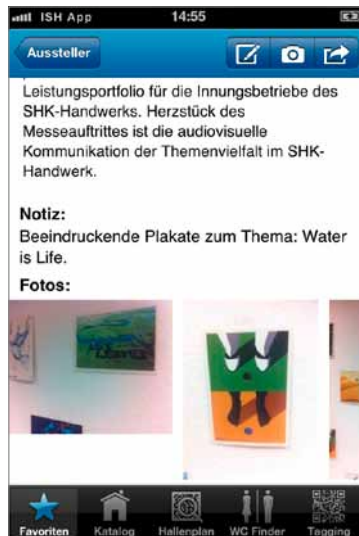 ISH App 14:55
Aussteller
Leistungsportfolio für die Innungsbetriebe des
SHK-Handwerks. Herzstück des
Messeauftrittes ist die audiovisuelle
Kommunikation der Themenvielfalt im SHK-
Handwerk.
Notiz:
Beeindruckende Plakate zum Thema: Water
is Life.
Fotos:
Favoriten Katalog Hallenplan WC Finder Tagging